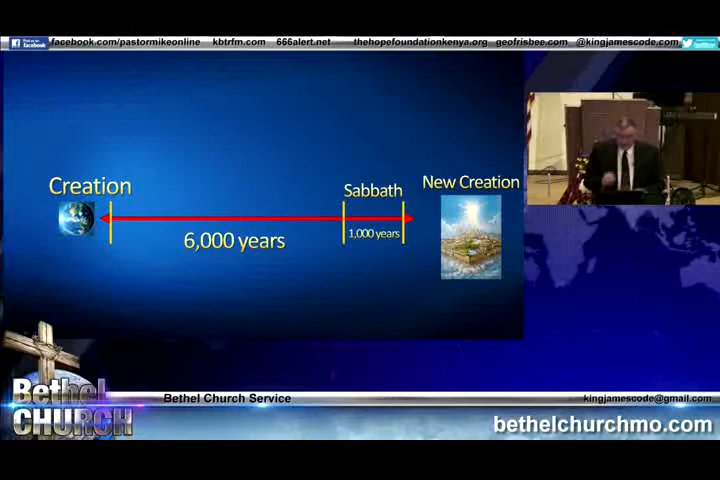 facebook.com/pastormikeonline kbtrfm.com 666alert.net thehopefoundationkenya.org geofrisbee.com @kingjamescode.com
Creation
Sabbath
New Creation
6,000 years
1,000 years
Bethel
CHURCH
Bethel Church Service
kingjamescode@gmail.com
bethelchurchmo.com